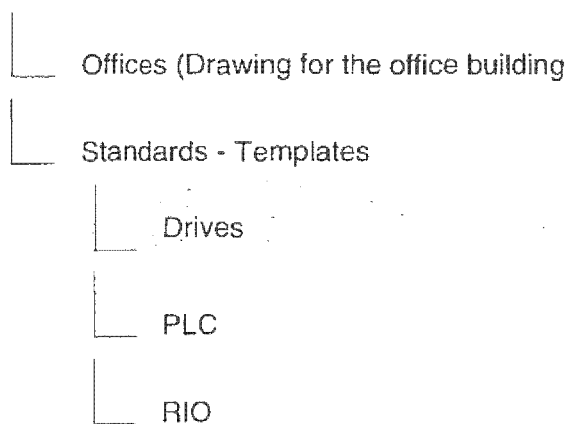 Offices (Drawing for the office building
Standards - Templates
Drives
PLC
RIO